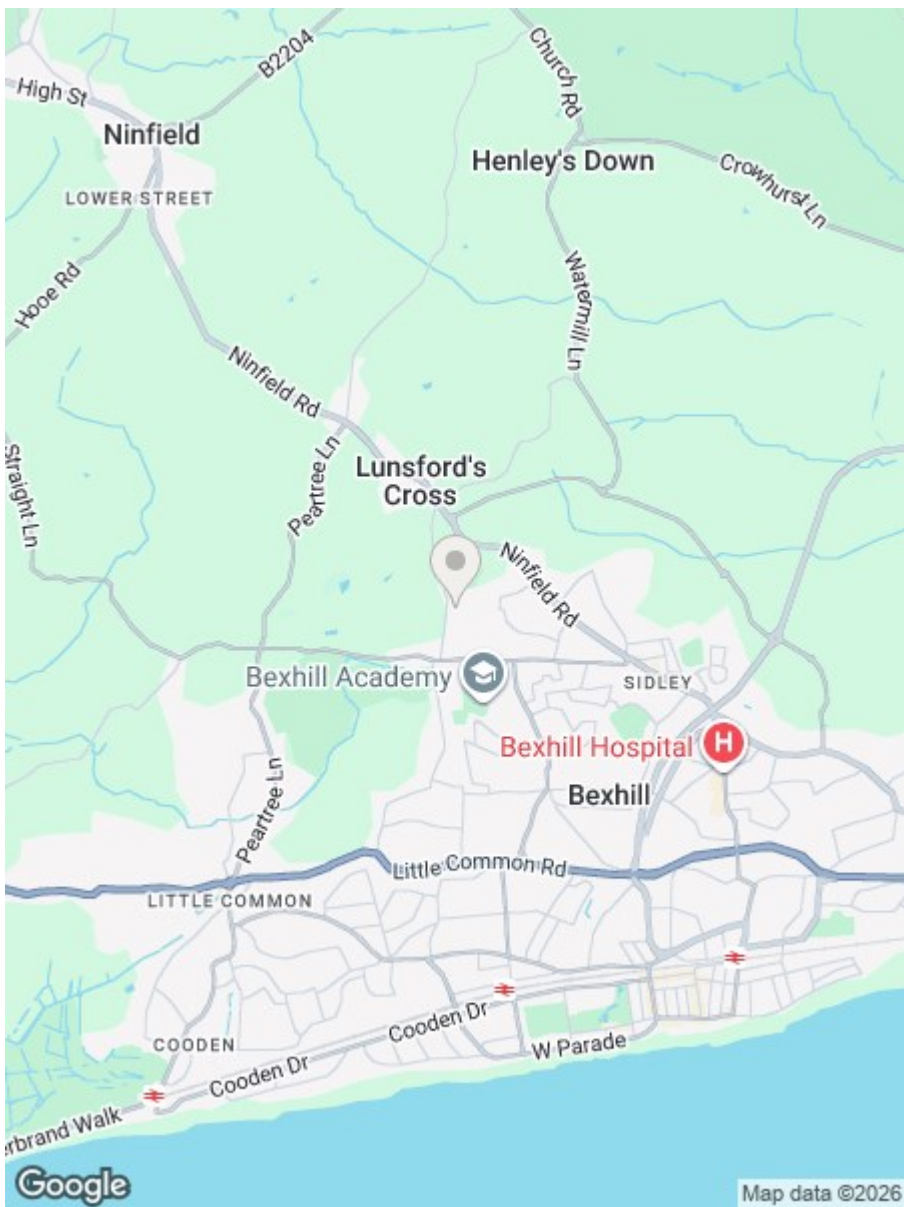 B2204
High St
Church Rd
Ninfield
Henley's Down
Crowhurst Ln
LOWER STREET
Hooe Rd
Watermill Ln
Ninfield Rd
Straight Ln
Peartree Ln
Lunsford's
Cross
Ninfield Rd
Bexhill Academy
SIDLEY
Bexhill Hospital
H
Bexhill
Peartree Ln
Little Common Rd
LITTLE COMMON
Cooden Dr
COODEN
W Parade
Cooden Dr
erbrand Walk
Google
Map data ©2026